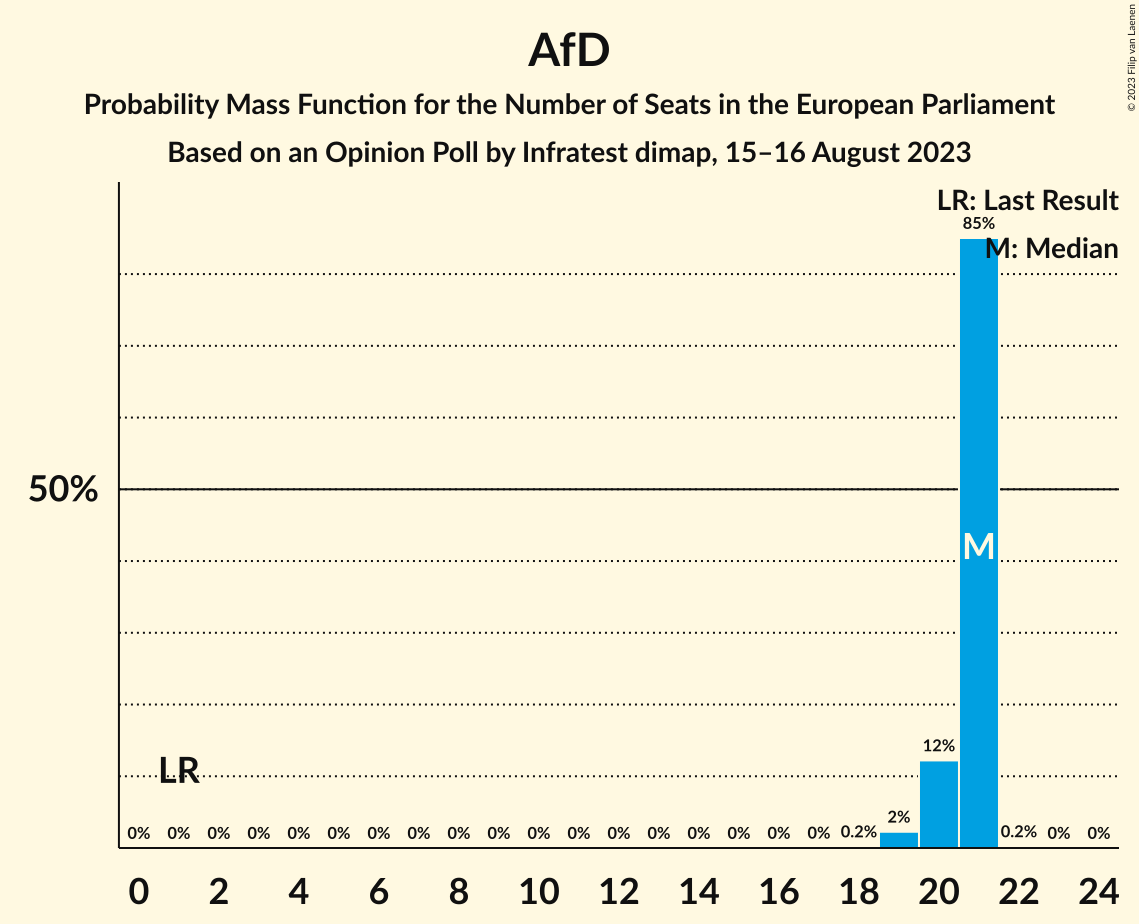 AfD
Probability Mass Function for the Number of Seats in the European Parliament
Based on an Opinion Poll by Infratest dimap, 15–16 August 2023
© 2023 Filip van Laenen
LR: Last Result
85%
M: Median
50%
M
12%
LR
2%
0% 0% 0% 0% 0% 0% 0% 0% 0% 0% 0% 0% 0% 0% 0% 0% 0% 0% 0.2% 0.2% 0% 0%
0 2 4 6 8 10 12 14 16 18 20 22 24